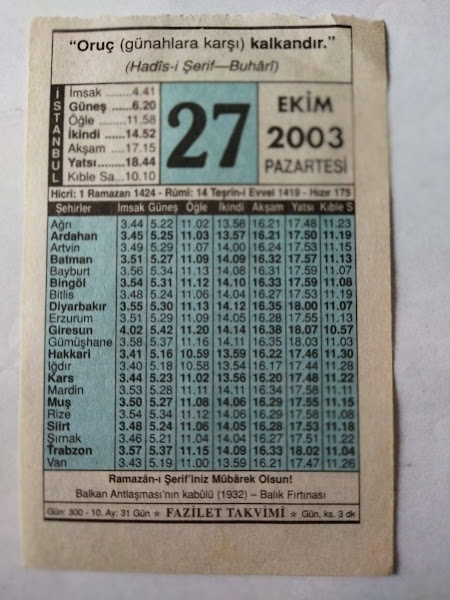 “Oruç (günahlara karşı) kalkandır.”
(Hadîs-i Şerif—Buhârî)
İSTANBUL
İmsak ........4.41
Güneş ......6.20
Öğle .......11.58
İkindi ......14.52
Akşam ....17.15
Yatsı .......18.44
Kıble Sa...10.10
27
EKİM
2003
PAZARTESİ
Hicrî: 1 Ramazan 1424 - Rûmî: 14 Teşrîn-i Evvel 1419 - Hızır 175
Şehirler İmsak Güneş Öğle İkindi Akşam Yatsı Kıble S
Ağrı 3.44 5.22 11.02 13.56 16.21 17.48 11.23
Ardahan 3.45 5.25 11.03 13.57 16.21 17.50 11.19
Artvin 3.49 5.29 11.07 14.00 16.24 17.53 11.15
Batman 3.51 5.27 11.09 14.09 16.32 17.57 11.13
Bayburt 3.56 5.34 11.13 14.08 16.31 17.59 11.07
Bingöl 3.54 5.31 11.12 14.10 16.33 17.59 11.08
Bitlis 3.48 5.24 11.06 14.04 16.27 17.53 11.19
Diyarbakır 3.55 5.30 11.13 14.12 16.35 18.00 11.07
Erzurum 3.51 5.29 11.09 14.05 16.28 17.55 11.13
Giresun 4.02 5.42 11.20 14.14 16.38 18.07 10.57
Gümüşhane 3.58 5.37 11.16 14.11 16.35 18.03 11.03
Hakkari 3.41 5.16 10.59 13.59 16.22 17.46 11.30
Iğdır 3.40 5.18 10.58 13.54 16.17 17.44 11.28
Kars 3.44 5.23 11.02 13.56 16.20 17.48 11.22
Mardin 3.53 5.28 11.11 14.11 16.34 17.58 11.11
Muş 3.50 5.27 11.08 14.06 16.29 17.55 11.15
Rize 3.54 5.34 11.12 14.06 16.29 17.58 11.08
Siirt 3.48 5.24 11.06 14.05 16.28 17.53 11.18
Şırnak 3.46 5.21 11.04 14.04 16.27 17.51 11.22
Trabzon 3.57 5.37 11.15 14.09 16.33 18.02 11.04
Van 3.43 5.19 11.00 13.59 16.21 17.47 11.26
Ramazân-ı Şerif’iniz Mübârek Olsun!
Balkan Antlaşması’nın kabûlü (1932) – Balık Fırtınası
Gün: 300 - 10. Ay: 31 Gün ★ FAZİLET TAKVİMİ ★ Gün. ks. 3 dk